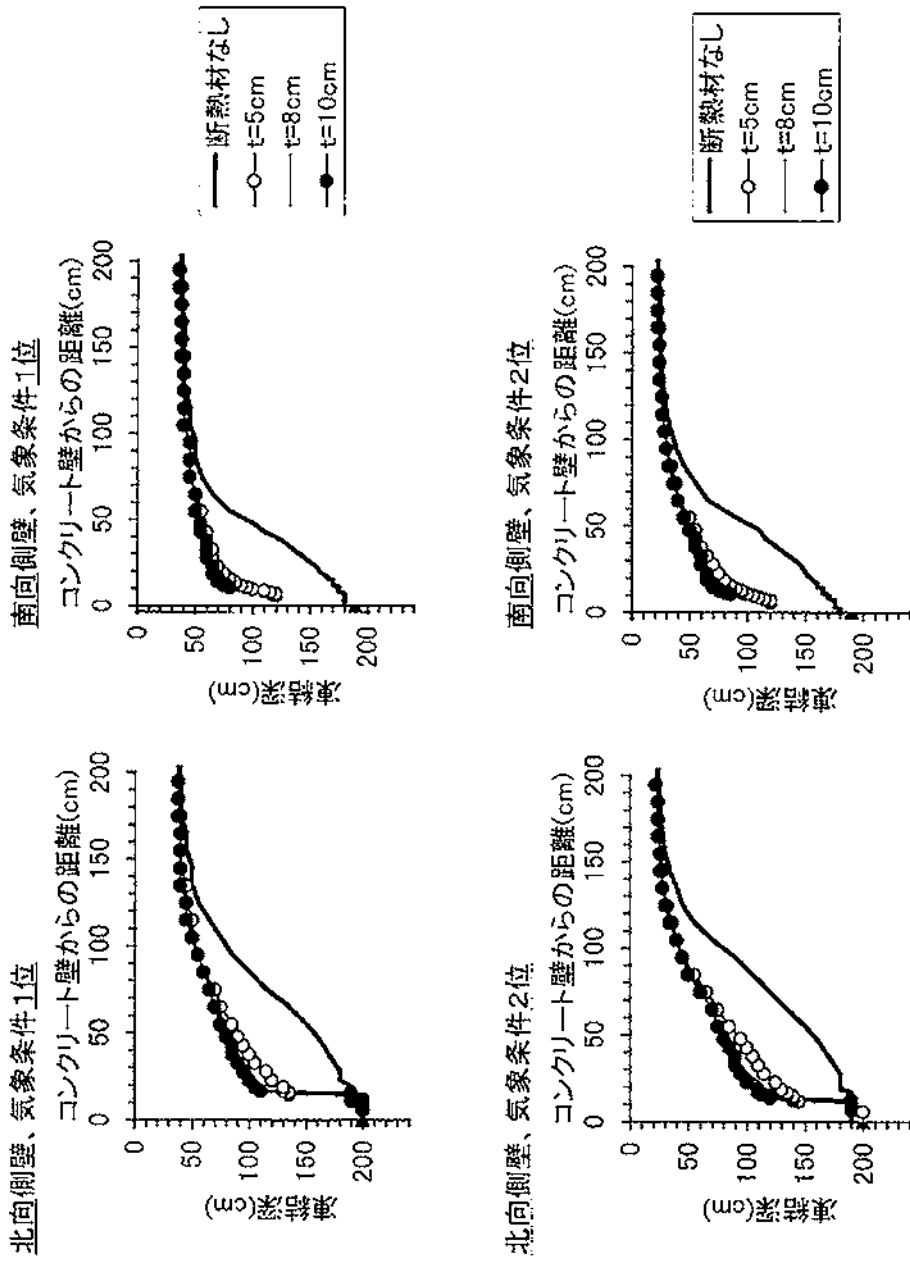 北向側壁、気象条件1位
コンクリート壁からの距離(cm)
0 50 100 150 200
0
50
100
150
200
凍結深(cm)
南向側壁、気象条件1位
コンクリート壁からの距離(cm)
0 50 100 150 200
0
50
100
150
200
凍結深(cm)
断熱材なし
t=5cm
t=8cm
t=10cm
北向側壁、気象条件2位
コンクリート壁からの距離(cm)
0 50 100 150 200
0
50
100
150
200
凍結深(cm)
南向側壁、気象条件2位
コンクリート壁からの距離(cm)
0 50 100 150 200
0
50
100
150
200
凍結深(cm)
断熱材なし
t=5cm
t=8cm
t=10cm